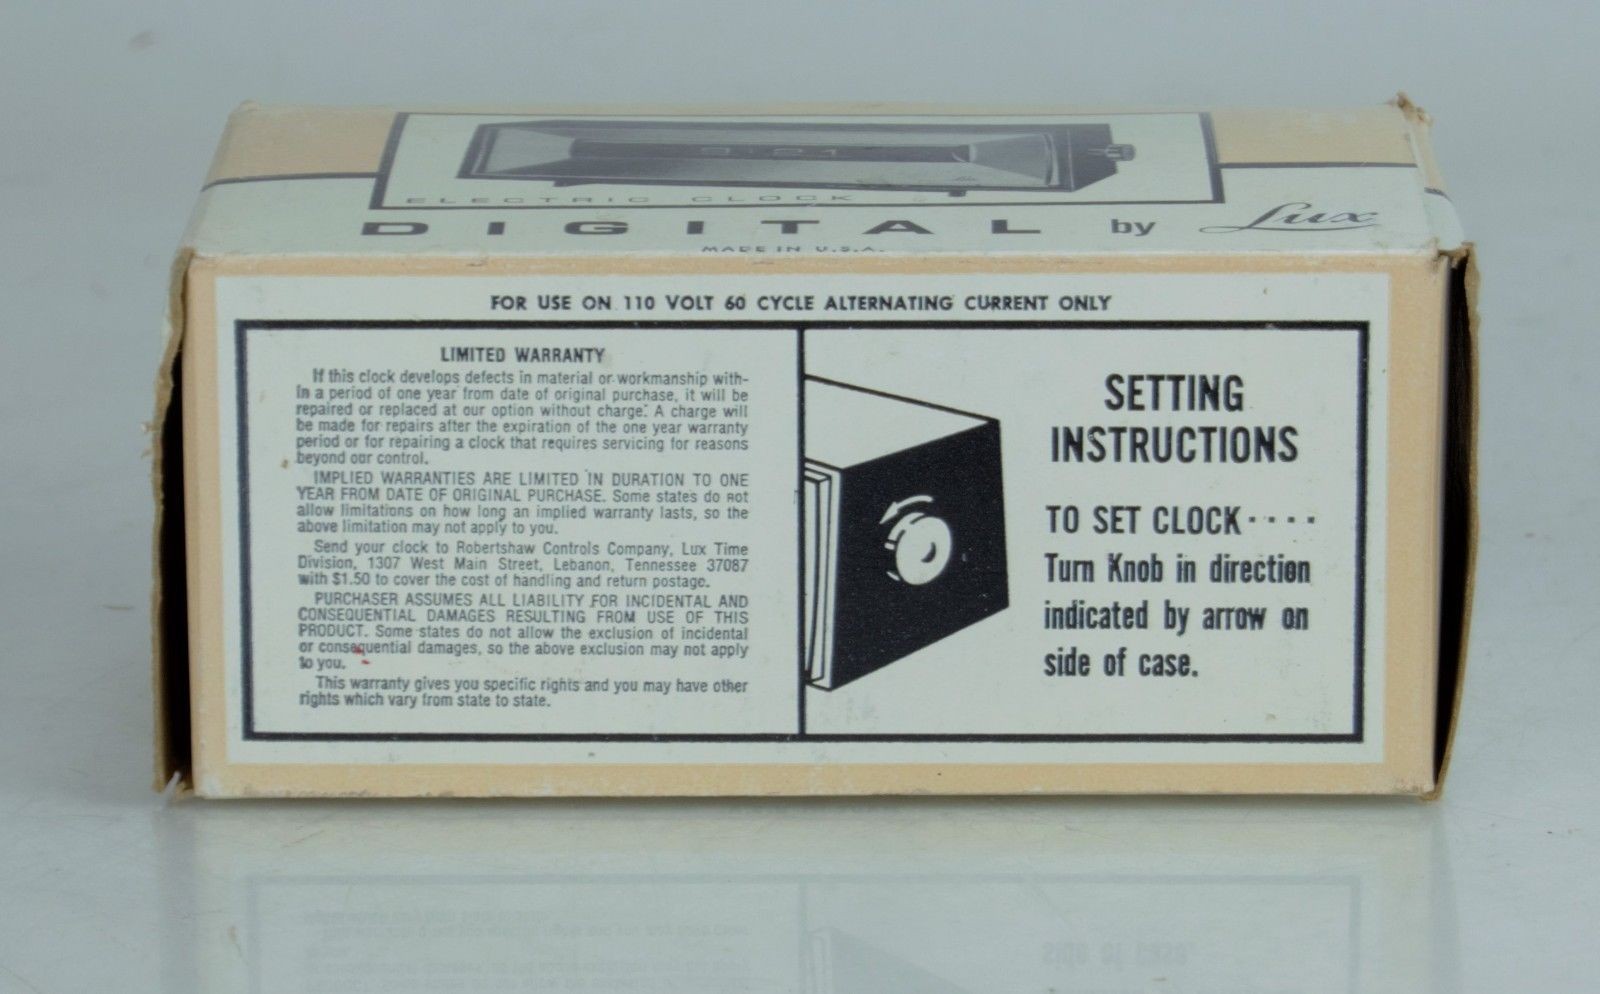 9:21
ELECTRIC CLOCK
DIGITAL by Lux
MADE IN U.S.A.
FOR USE ON 110 VOLT 60 CYCLE ALTERNATING CURRENT ONLY
LIMITED WARRANTY
If this clock develops defects in material or workmanship with-
in a period of one year from date of original purchase, it will be
repaired or replaced at our option without charge. A charge will
be made for repairs after the expiration of the one year warranty
period or for repairing a clock that requires servicing for reasons
beyond our control.
IMPLIED WARRANTIES ARE LIMITED IN DURATION TO ONE
YEAR FROM DATE OF ORIGINAL PURCHASE. Some states do not
allow limitations on how long an implied warranty lasts, so the
above limitation may not apply to you.
Send your clock to Robertshaw Controls Company, Lux Time
Division, 1307 West Main Street, Lebanon, Tennessee 37087
with $1.50 to cover the cost of handling and return postage.
PURCHASER ASSUMES ALL LIABILITY FOR INCIDENTAL AND
CONSEQUENTIAL DAMAGES RESULTING FROM USE OF THIS
PRODUCT. Some states do not allow the exclusion of incidental
or consequential damages, so the above exclusion may not apply
to you.
This warranty gives you specific rights and you may have other
rights which vary from state to state.
SETTING
INSTRUCTIONS
TO SET CLOCK....
Turn Knob in direction
indicated by arrow on
side of case.